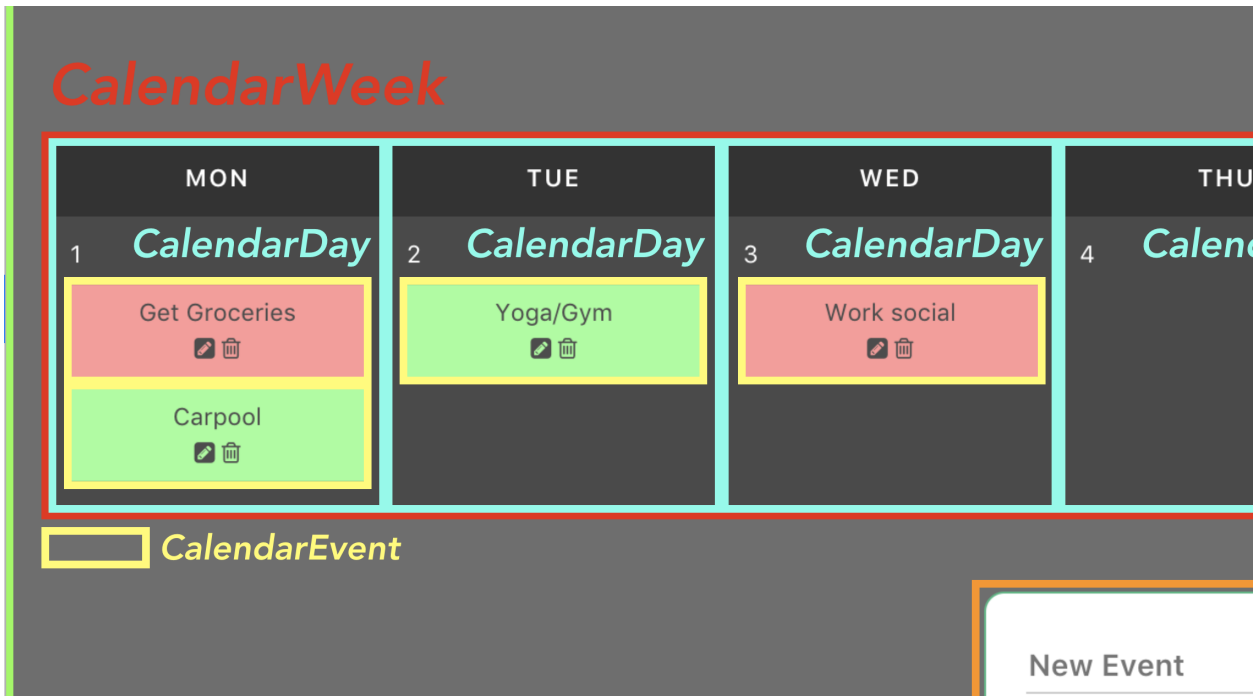 CalendarWeek
MON TUE WED THU
1 CalendarDay 2 CalendarDay 3 CalendarDay 4
Get Groceries Yoga/Gym Work social
Carpool
CalendarEvent
New Event